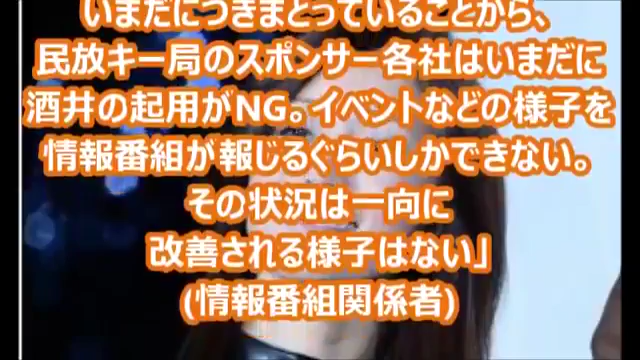 いまだにつきまとっていることから、
民放キー局のスポンサー各社はいまだに
酒井の起用がNG。イベントなどの様子を
情報番組が報じるぐらいしかできない。
その状況は一向に
改善される様子はない」
(情報番組関係者)